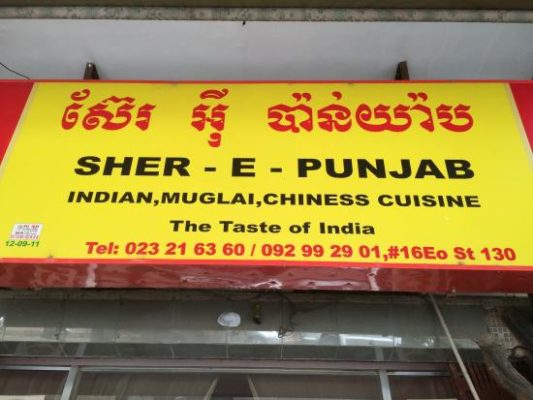 ស៊ែរ អ៊ី ប៉ាន់យ៉ាប
SHER - E - PUNJAB
INDIAN,MUGLAI,CHINESS CUISINE
The Taste of India
12-09-11
Tel: 023 21 63 60 / 092 99 29 01,#16Eo St 130